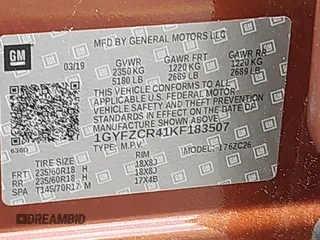 GM
MFD BY GENERAL MOTORS LLC
03/19 GVWR GAWR FRT GAWR RR
2350 KG 1220 KG 1220 KG
5180 LB 2689 LB 2689 LB
THIS VEHICLE CONFORMS TO ALL
U.S. FEDERAL MOTOR VEHICLE
SAFETY AND THEFT PREVENTION
STANDARDS IN EFFECT ON THE DATE
OF MANUFACTURE SHOWN ABOVE.
1GYFZCR41KF183507
TYPE: M.P.V. 176ZC26
TIRE SIZE RIM
FRT 235/60R18 H 18X8J
RR 235/60R18 H 18X8J
SPA T145/70R17 M 17X4B
DREAMBID